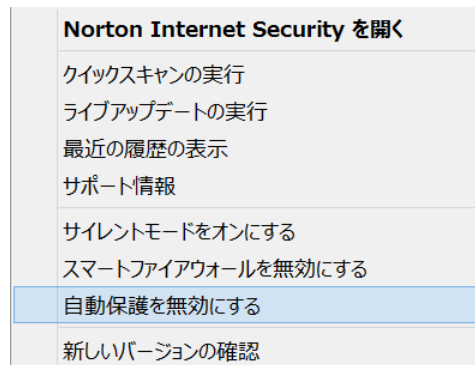 Norton Internet Security を開く
クイックスキャンの実行
ライブアップデートの実行
最近の履歴の表示
サポート情報
サイレントモードをオンにする
スマートファイアウォールを無効にする
自動保護を無効にする
新しいバージョンの確認